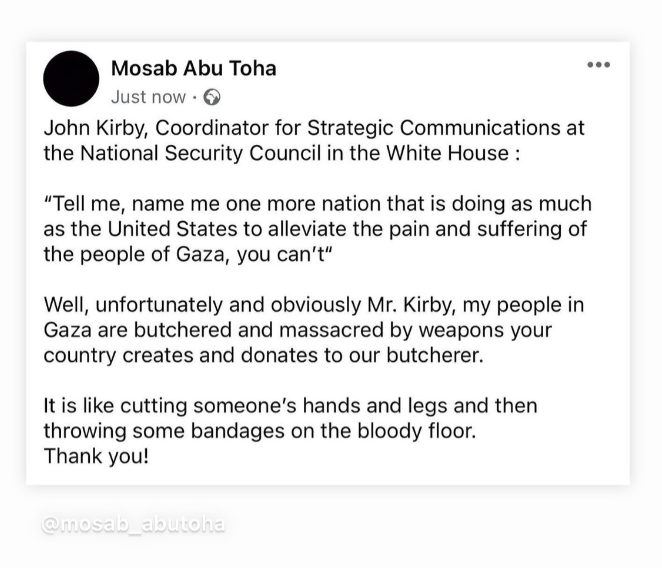 Mosab Abu Toha
Just now ·
John Kirby, Coordinator for Strategic Communications at
the National Security Council in the White House :
“Tell me, name me one more nation that is doing as much
as the United States to alleviate the pain and suffering of
the people of Gaza, you can’t“
Well, unfortunately and obviously Mr. Kirby, my people in
Gaza are butchered and massacred by weapons your
country creates and donates to our butcherer.
It is like cutting someone’s hands and legs and then
throwing some bandages on the bloody floor.
Thank you!
@mosab_abutoha